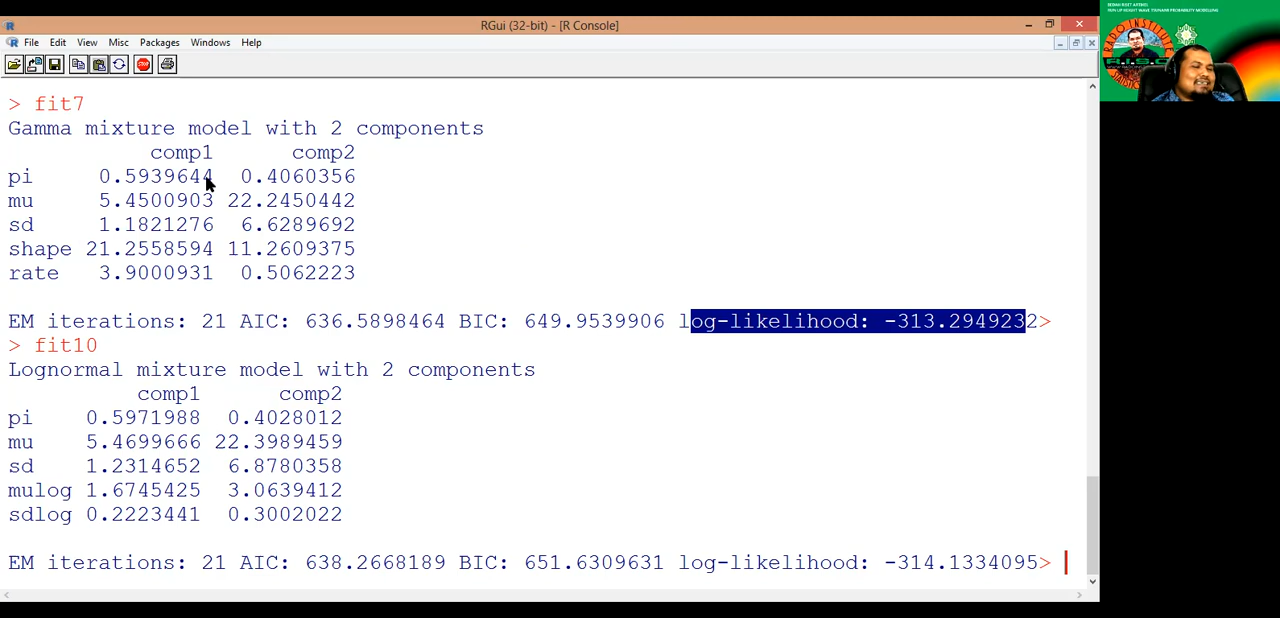 RGui (32-bit) - [R Console]
File Edit View Misc Packages Windows Help
STOP
> fit7
Gamma mixture model with 2 components
comp1 comp2
pi 0.5939644 0.4060356
mu 5.4500903 22.2450442
sd 1.1821276 6.6289692
shape 21.2558594 11.2609375
rate 3.9000931 0.5062223
EM iterations: 21 AIC: 636.5898464 BIC: 649.9539906 log-likelihood: -313.2949232>
> fit10
Lognormal mixture model with 2 components
comp1 comp2
pi 0.5971988 0.4028012
mu 5.4699666 22.3989459
sd 1.2314652 6.8780358
mulog 1.6745425 3.0639412
sdlog 0.2223441 0.3002022
EM iterations: 21 AIC: 638.2668189 BIC: 651.6309631 log-likelihood: -314.1334095>
R.I.S.C